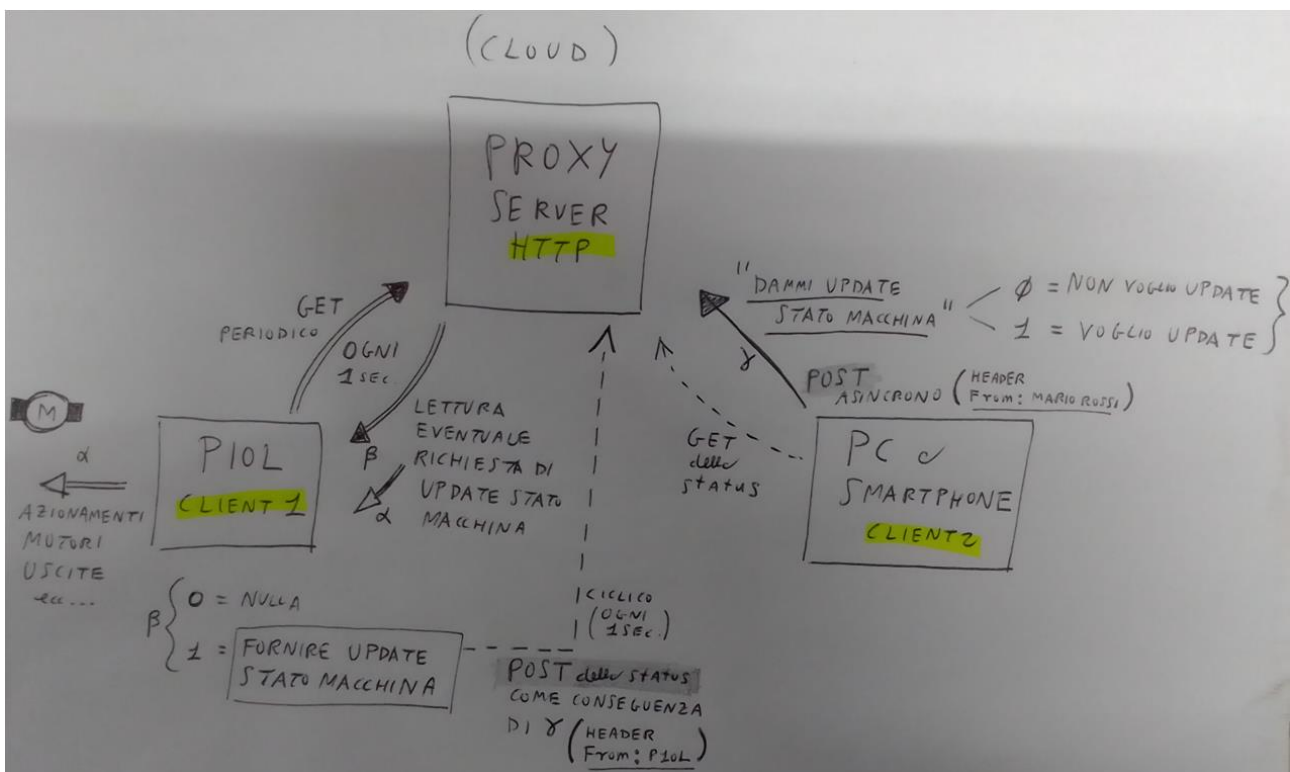 (CLOUD)
PROXY
SERVER
HTTP
GET
PERIODICO
OGNI
1 SEC.
"DAMMI UPDATE
STATO MACCHINA"
Ø = NON VOGLIO UPDATE
1 = VOGLIO UPDATE
γ
POST
ASINCRONO
(HEADER
From: MARIO ROSSI)
M
α
AZIONAMENTI
MOTORI
USCITE
ecc...
P10L
CLIENT 1
β
α
LETTURA
EVENTUALE
RICHIESTA DI
UPDATE STATO
MACCHINA
GET
dello
status
PC o
SMARTPHONE
CLIENT 2
β
0 = NULLA
1 = FORNIRE UPDATE
STATO MACCHINA
CICLICO
(OGNI
1 SEC.)
POST dello status
COME CONSEGUENZA
DI γ
(HEADER
From: P10L)